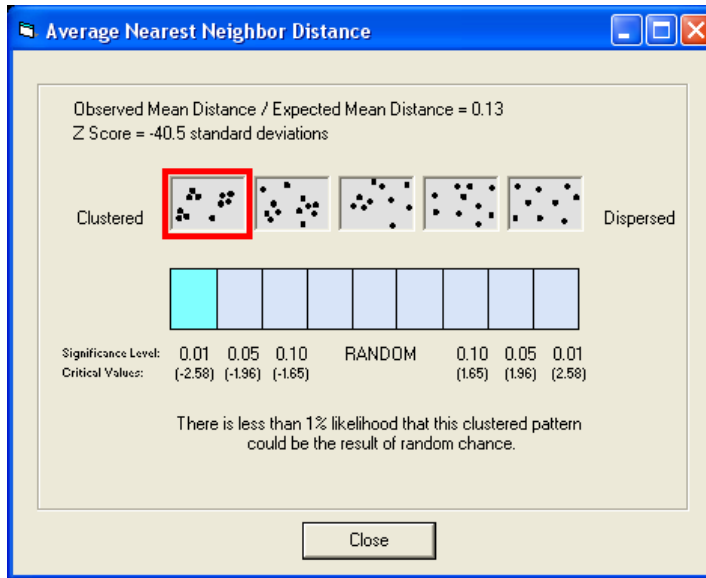 Average Nearest Neighbor Distance
Observed Mean Distance / Expected Mean Distance = 0.13
Z Score = -40.5 standard deviations
Clustered
Dispersed
Significance Level: 0.01 0.05 0.10 RANDOM 0.10 0.05 0.01
Critical Values: (-2.58) (-1.96) (-1.65) (1.65) (1.96) (2.58)
There is less than 1% likelihood that this clustered pattern
could be the result of random chance.
Close